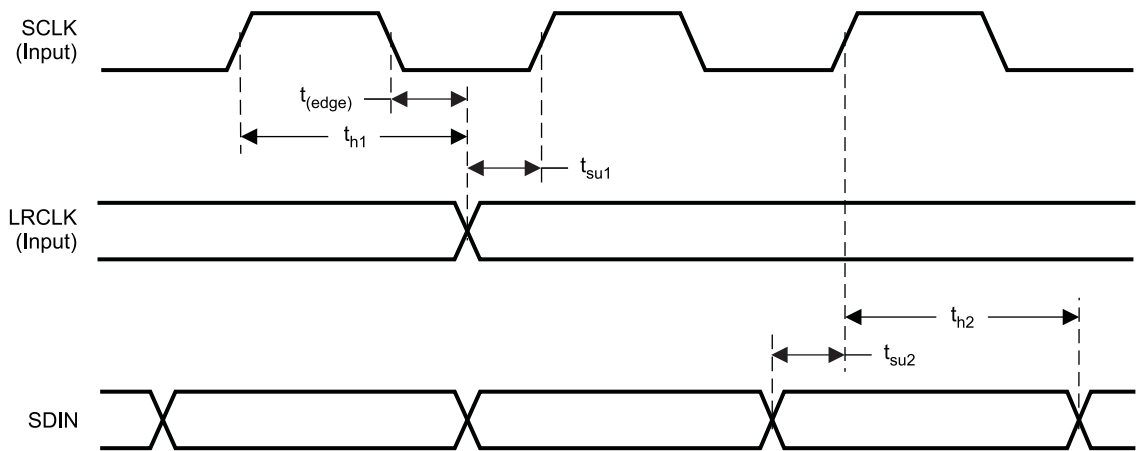 SCLK
(Input)
t(edge)
th1
tsu1
LRCLK
(Input)
th2
tsu2
SDIN